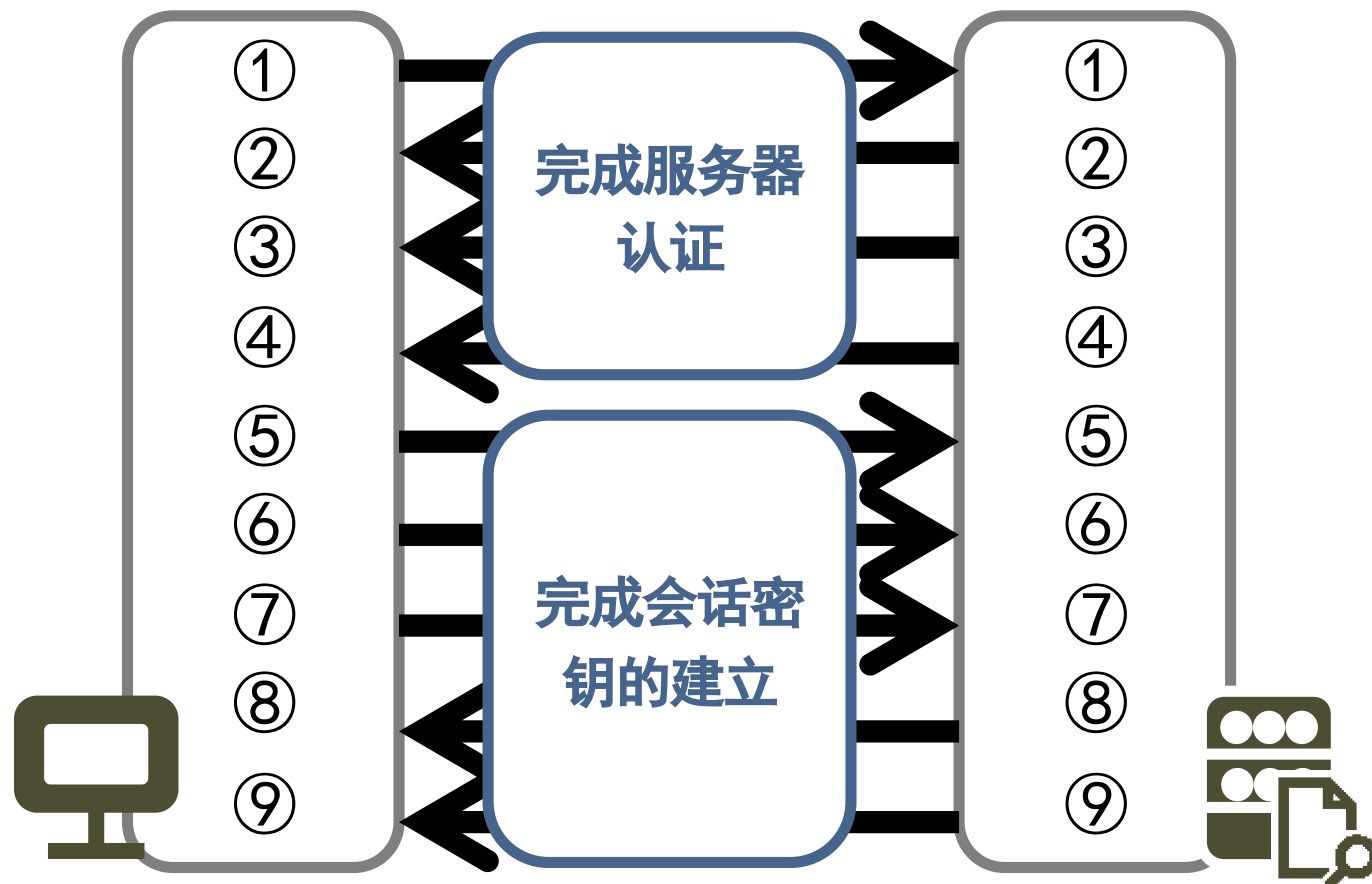 ① ①
② ②
③ ③
④ ④
⑤ ⑤
⑥ ⑥
⑦ ⑦
⑧ ⑧
⑨ ⑨
完成服务器
认证
完成会话密
钥的建立